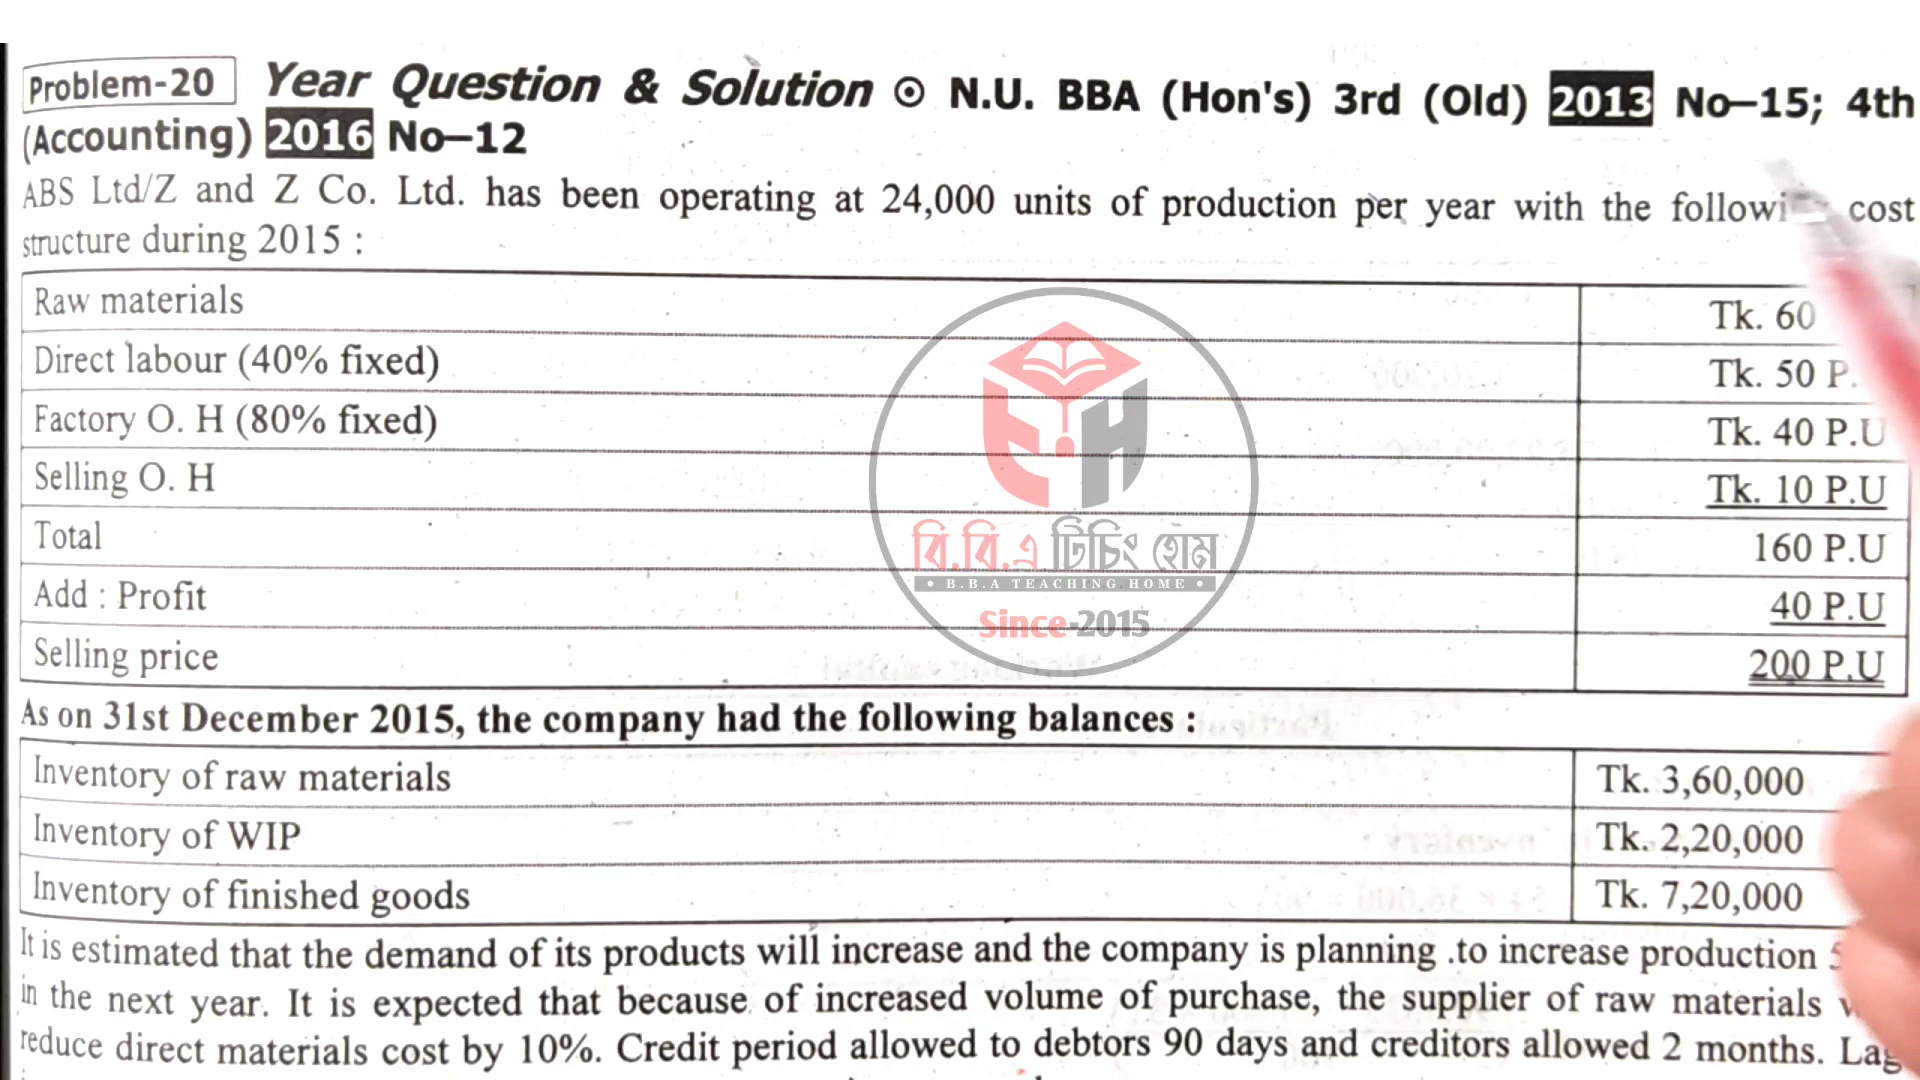 Problem-20 Year Question & Solution ⊙ N.U. BBA (Hon's) 3rd (Old) 2013 No–15; 4th
(Accounting) 2016 No–12
ABS Ltd/Z and Z Co. Ltd. has been operating at 24,000 units of production per year with the cost
structure during 2015 :
Raw materials Tk. 60
Direct labour (40% fixed) Tk. 50 P.
Factory O. H (80% fixed) Tk. 40 P.U
Selling O. H Tk. 10 P.U
Total 160 P.U
Add : Profit 40 P.U
Selling price 200 P.U
বি.বি.এ টিচিং হোম
• B.B.A TEACHING HOME •
Since-2015
As on 31st December 2015, the company had the following balances :
Inventory of raw materials Tk. 3,60,000
Inventory of WIP Tk. 2,20,000
Inventory of finished goods Tk. 7,20,000
It is estimated that the demand of its products will increase and the company is planning .to increase production
in the next year. It is expected that because of increased volume of purchase, the supplier of raw materials
reduce direct materials cost by 10%. Credit period allowed to debtors 90 days and creditors allowed 2 months. Lag